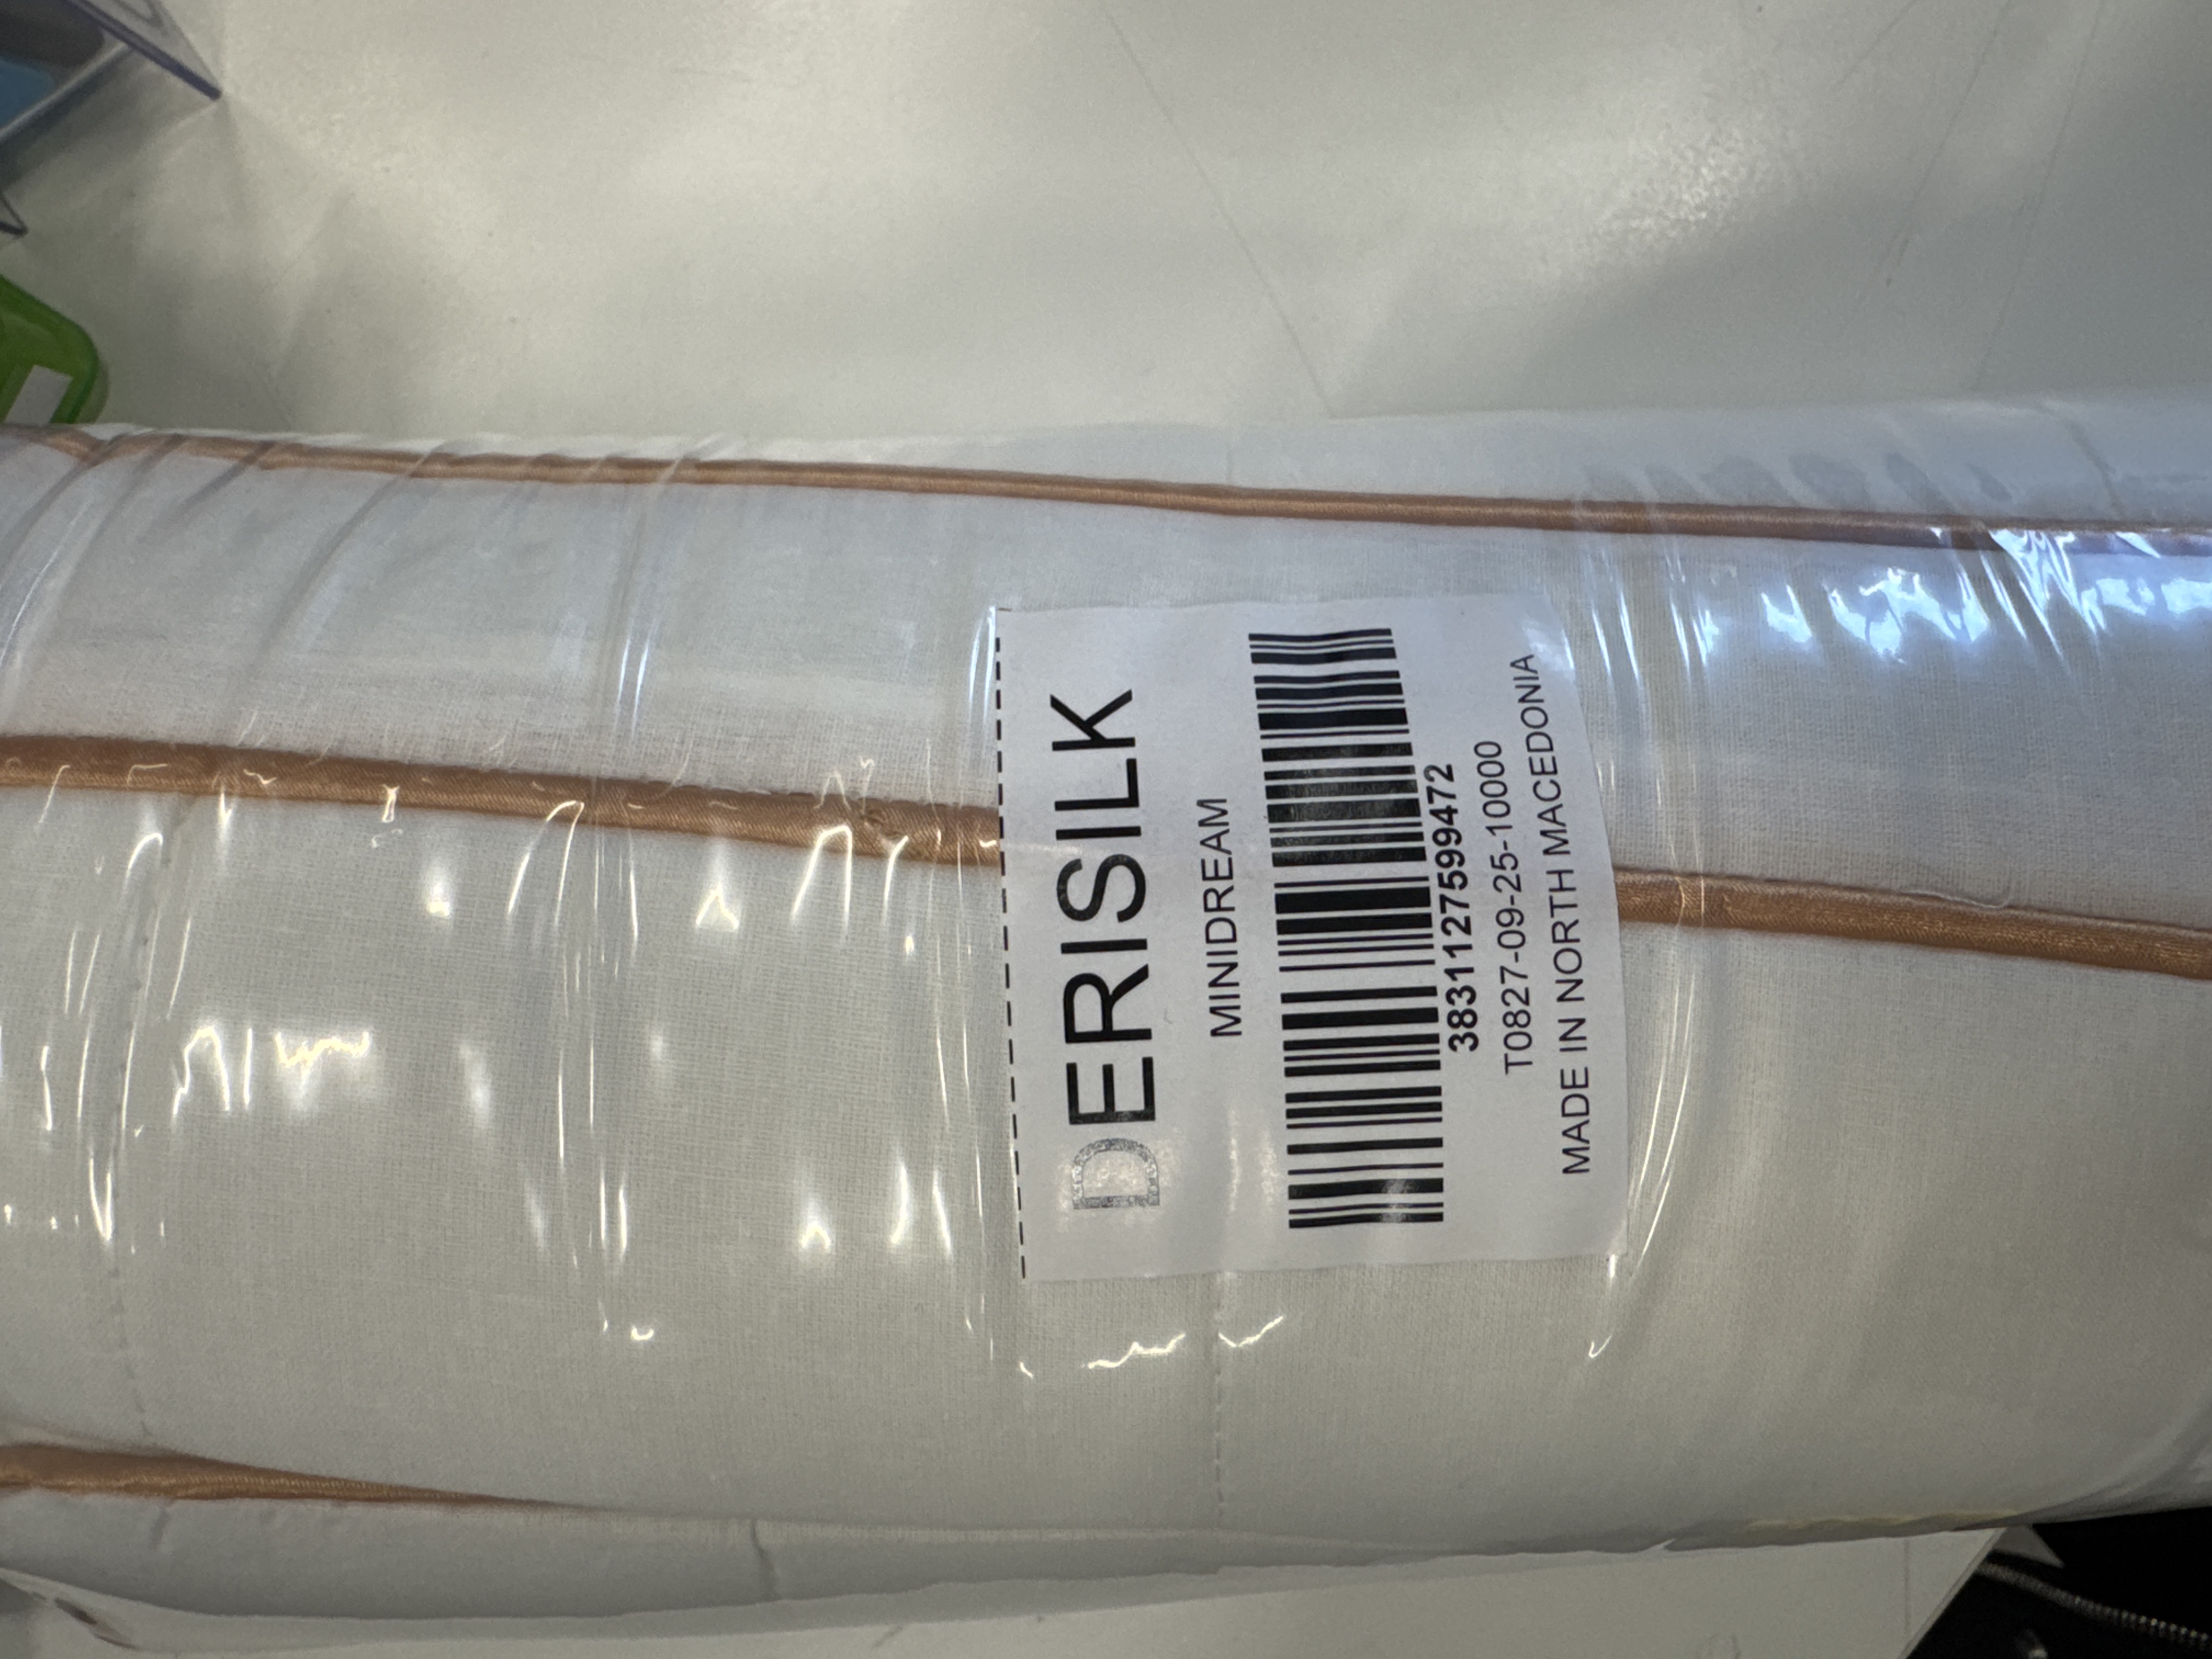 DERISILK
MINIDREAM
3831127599472
T0827-09-25-10000
MADE IN NORTH MACEDONIA